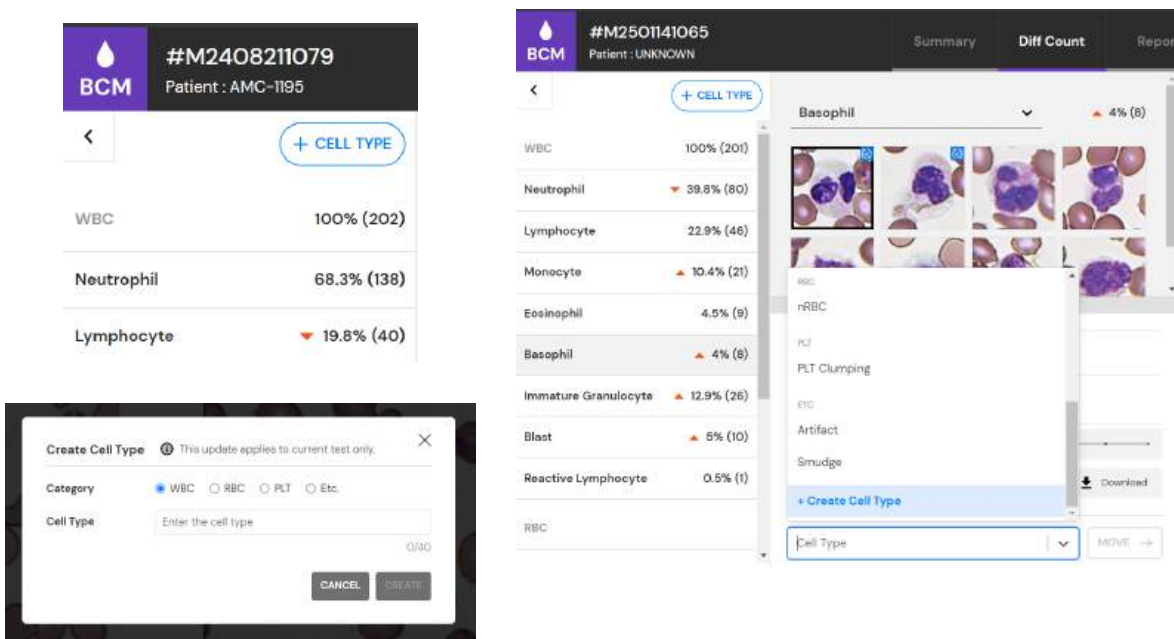 BCM
#M2408211079
Patient : AMC-1195
+ CELL TYPE
WBC 100% (202)
Neutrophil 68.3% (138)
Lymphocyte 19.8% (40)
Create Cell Type This update applies to current test only.
Category WBC RBC PLT Etc.
Cell Type Enter the cell type
0/40
CANCEL CREATE
BCM
#M2501141065
Patient : UNKNOWN
Summary Diff Count Repor
+ CELL TYPE
WBC 100% (201)
Neutrophil 39.8% (80)
Lymphocyte 22.9% (46)
Monocyte 10.4% (21)
Eosinophil 4.5% (9)
Basophil 4% (8)
Immature Granulocyte 12.9% (26)
Blast 5% (10)
Reactive Lymphocyte 0.5% (1)
RBC
Basophil 4% (8)
RBC
nRBC
PLT
PLT Clumping
ETC
Artifact
Smudge
+ Create Cell Type
Download
Cell Type MOVE